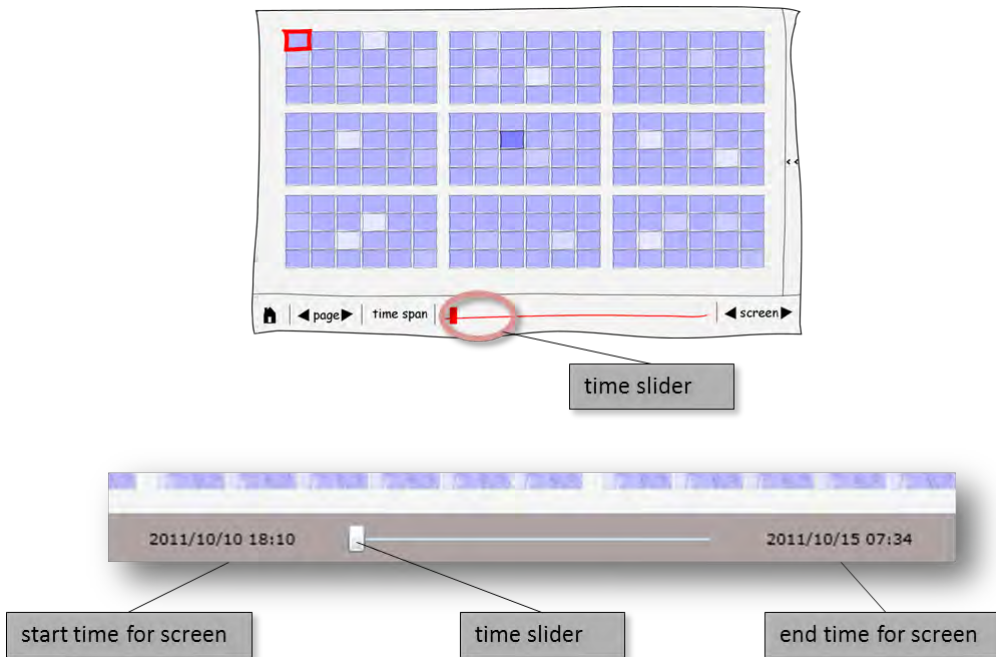 <<
page
time span
screen
time slider
2011/10/10 18:10
2011/10/15 07:34
start time for screen
time slider
end time for screen